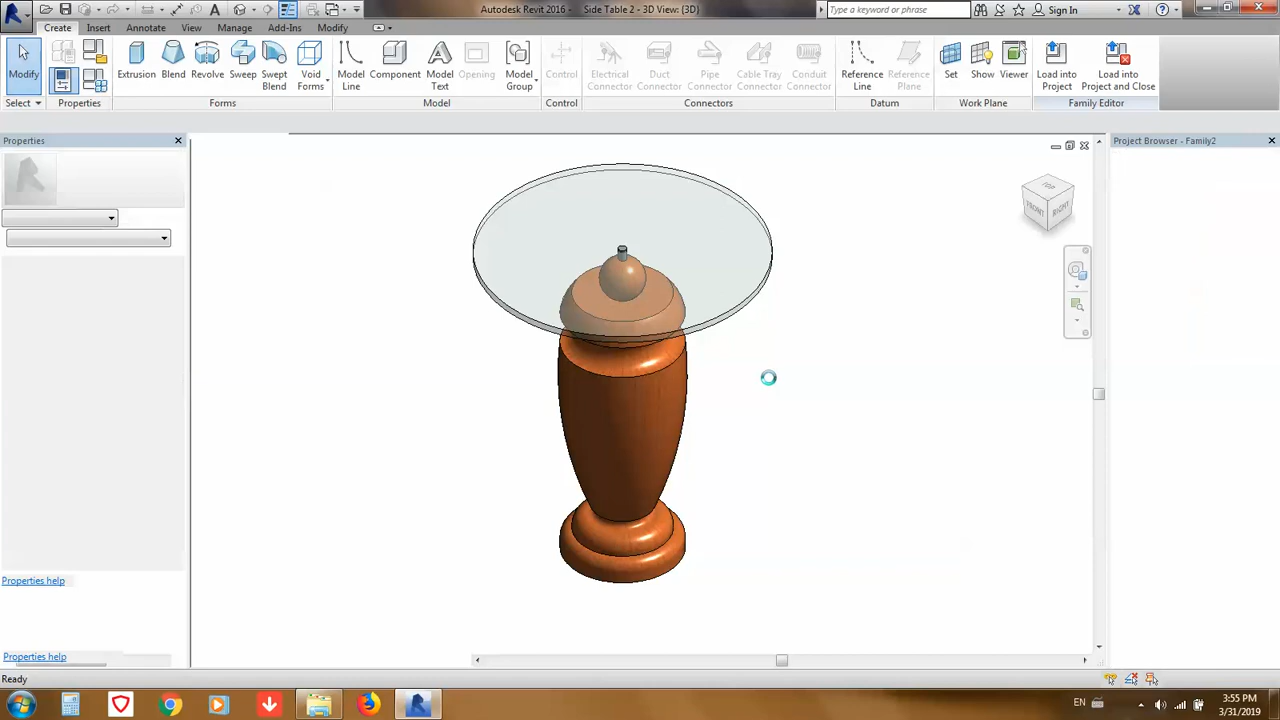 Autodesk Revit 2016 - Side Table 2 - 3D View: {3D}
Type a keyword or phrase
Sign In
Create Insert Annotate View Manage Add-Ins Modify
Modify
Extrusion Blend Revolve Sweep Swept Blend Void Forms
Model Line Component Model Text Opening Model Group
Control
Electrical Connector Duct Connector Pipe Connector Cable Tray Connector Conduit Connector
Reference Line Reference Plane
Set Show Viewer
Load into Project Load into Project and Close
Select Properties Forms Model Control Connectors Datum Work Plane Family Editor
Properties
Project Browser - Family2
TOP
FRONT RIGHT
Properties help
Properties help
Ready
EN
3:55 PM
3/31/2019